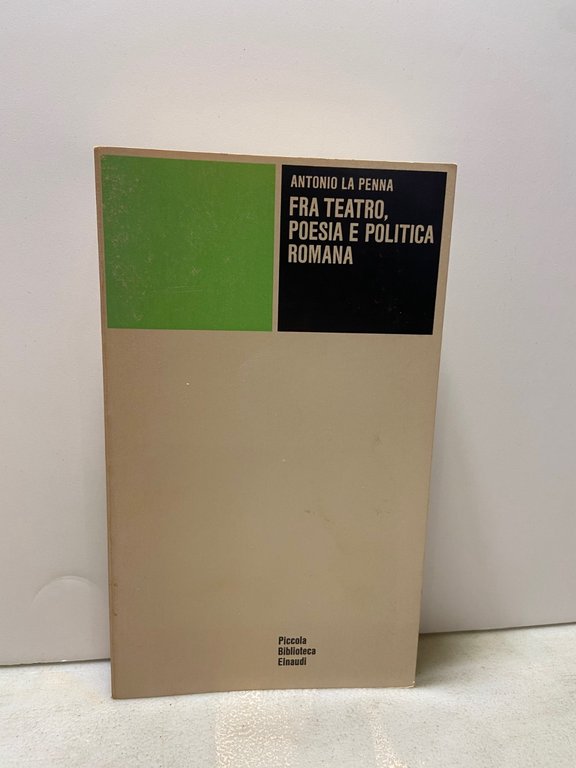 ANTONIO LA PENNA
FRA TEATRO,
POESIA E POLITICA
ROMANA
Piccola
Biblioteca
Einaudi